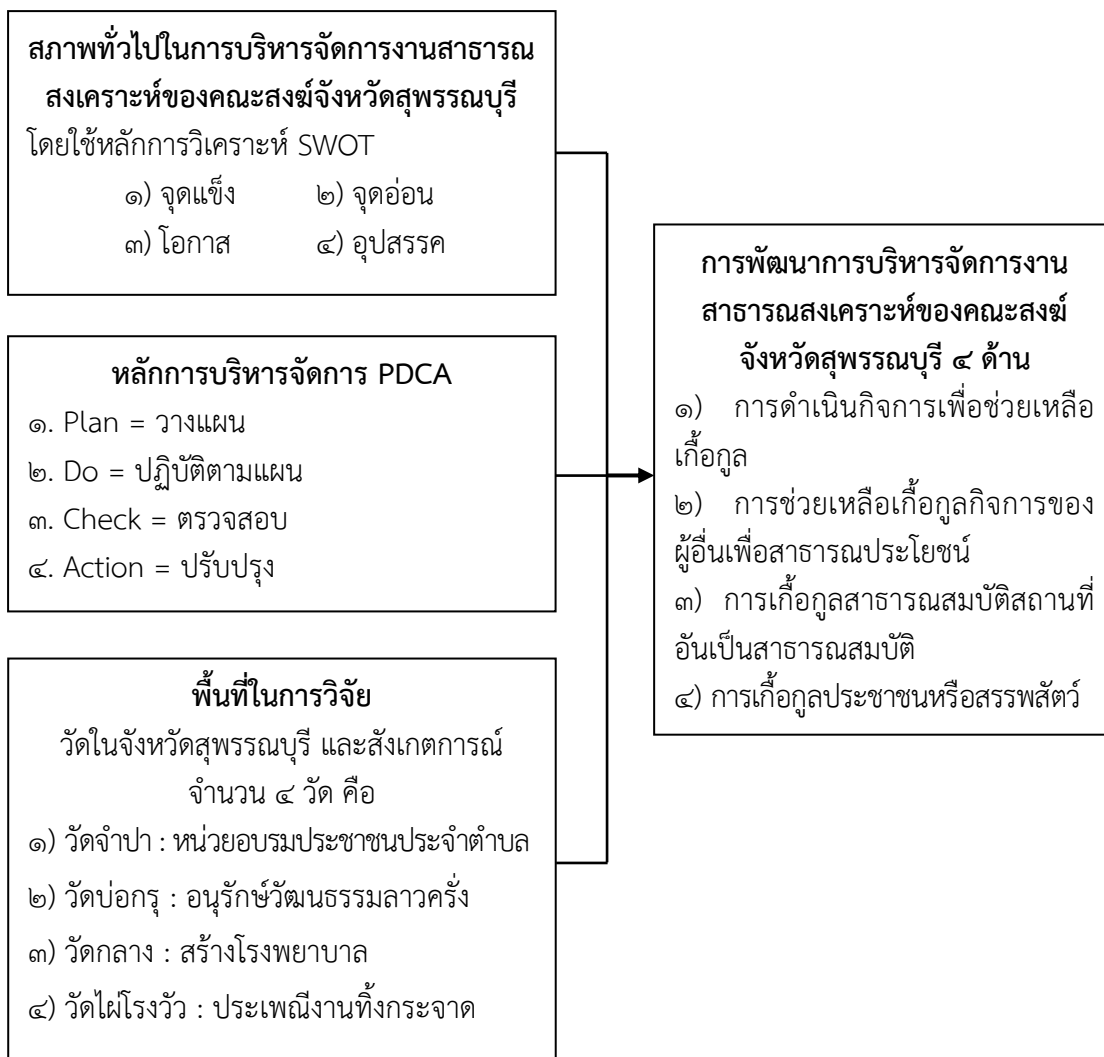 สภาพทั่วไปในการบริหารจัดการงานสาธารณ
สงเคราะห์ของคณะสงฆ์จังหวัดสุพรรณบุรี
โดยใช้หลักการวิเคราะห์ SWOT
๑) จุดแข็ง ๒) จุดอ่อน
๓) โอกาส ๔) อุปสรรค
หลักการบริหารจัดการ PDCA
๑. Plan = วางแผน
๒. Do = ปฏิบัติตามแผน
๓. Check = ตรวจสอบ
๔. Action = ปรับปรุง
พื้นที่ในการวิจัย
วัดในจังหวัดสุพรรณบุรี และสังเกตการณ์
จำนวน ๔ วัด คือ
๑) วัดจำปา : หน่วยอบรมประชาชนประจำตำบล
๒) วัดบ่อกรุ : อนุรักษ์วัฒนธรรมลาวครั่ง
๓) วัดกลาง : สร้างโรงพยาบาล
๔) วัดไผ่โรงวัว : ประเพณีงานทิ้งกระจาด
การพัฒนาการบริหารจัดการงาน
สาธารณสงเคราะห์ของคณะสงฆ์
จังหวัดสุพรรณบุรี ๔ ด้าน
๑) การดำเนินกิจการเพื่อช่วยเหลือ
เกื้อกูล
๒) การช่วยเหลือเกื้อกูลกิจการของ
ผู้อื่นเพื่อสาธารณประโยชน์
๓) การเกื้อกูลสาธารณสมบัติสถานที่
อันเป็นสาธารณสมบัติ
๔) การเกื้อกูลประชาชนหรือสรรพสัตว์